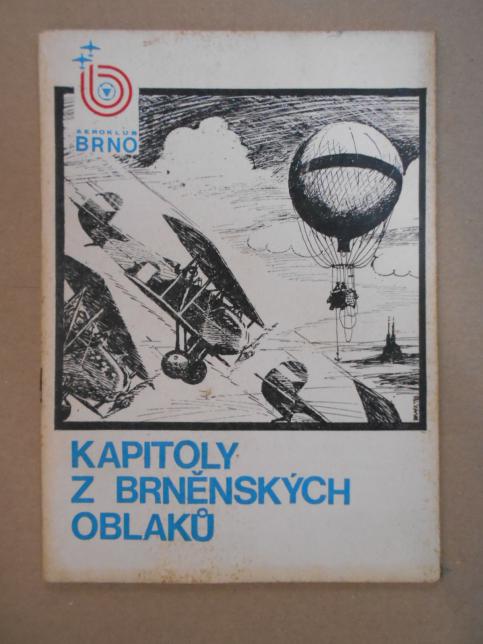 AEROKLUB
BRNO
KAPITOLY
Z BRNĚNSKÝCH
OBLAKŮ